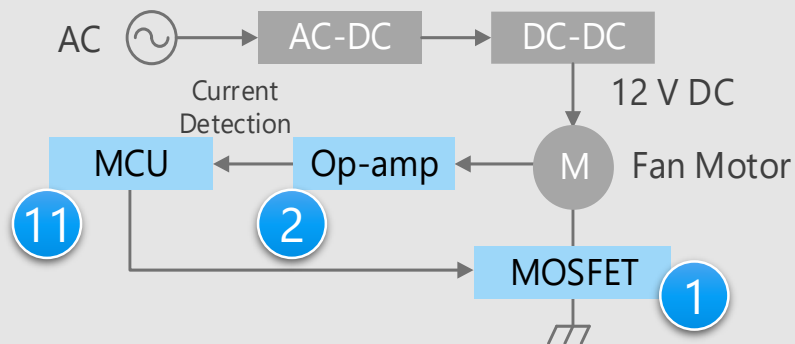 AC
AC-DC
DC-DC
12 V DC
Current
Detection
MCU
Op-amp
M
Fan Motor
11
2
MOSFET
1